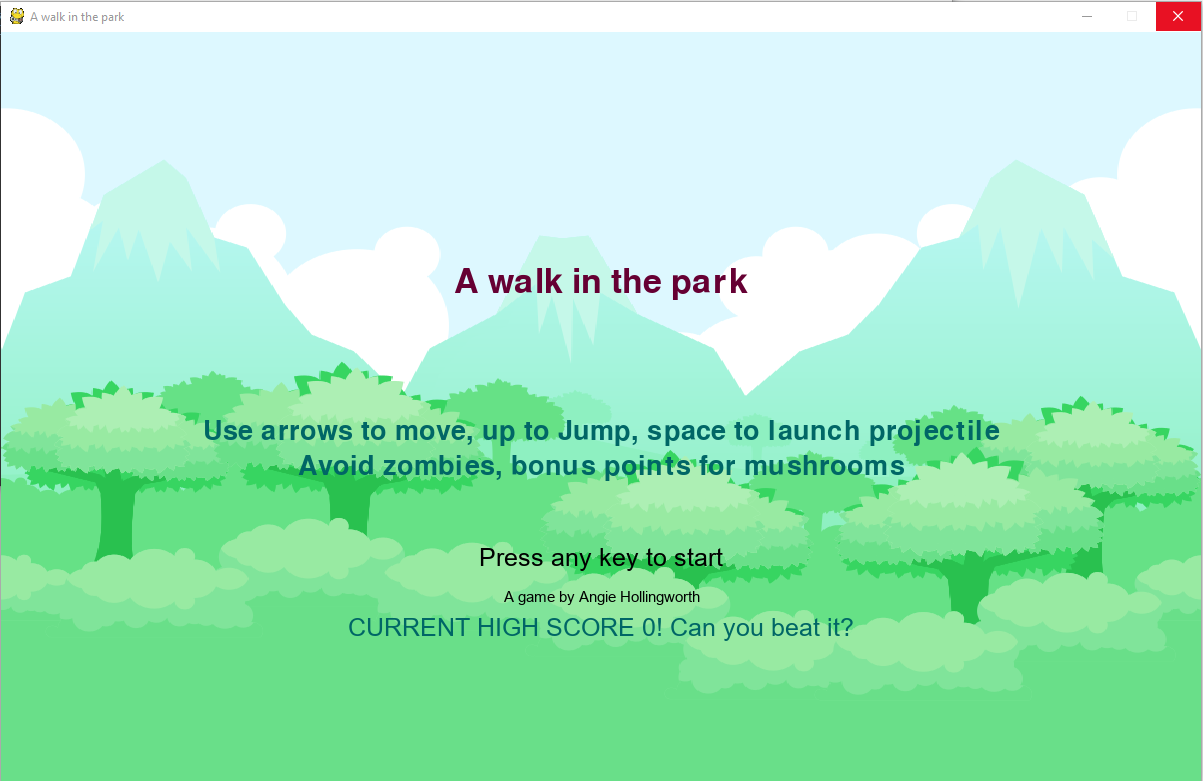 A walk in the park
A walk in the park
Use arrows to move, up to Jump, space to launch projectile
Avoid zombies, bonus points for mushrooms
Press any key to start
A game by Angie Hollingworth
CURRENT HIGH SCORE 0! Can you beat it?